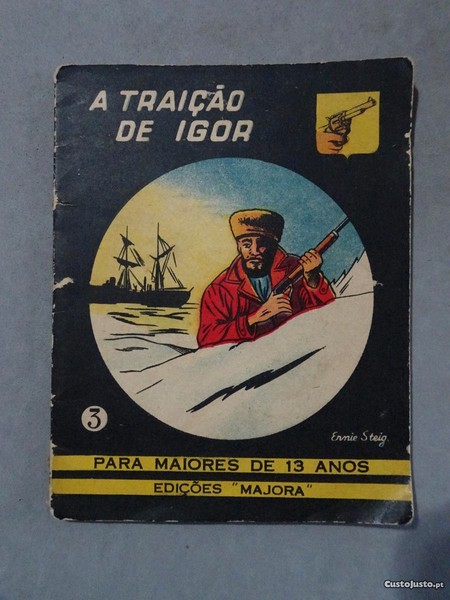 A TRAIÇÃO
DE IGOR
3
Ernie Steig
PARA MAIORES DE 13 ANOS
EDIÇÕES "MAJORA"
CustoJusto.pt